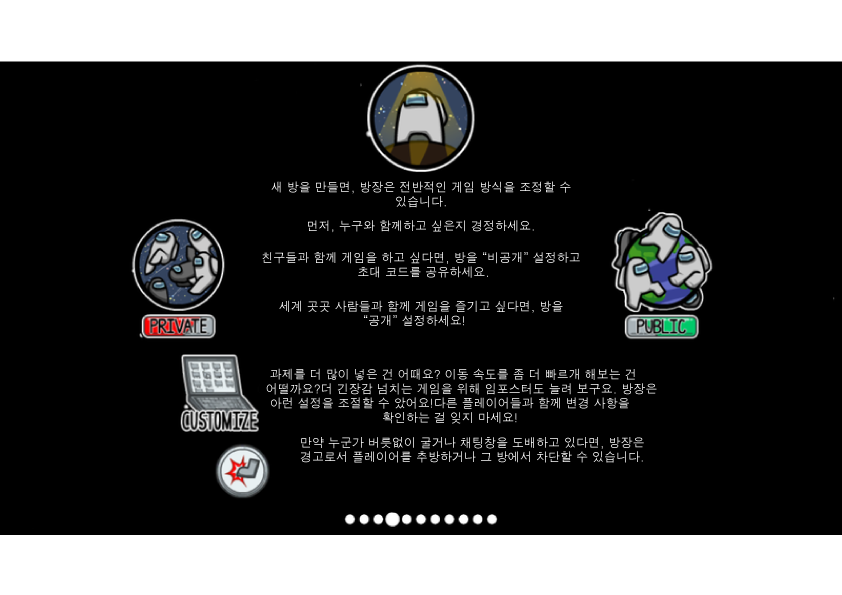 새 방을 만들면, 방장은 전반적인 게임 방식을 조정할 수
있습니다.
먼저, 누구와 함께하고 싶은지 경정하세요.
친구들과 함께 게임을 하고 싶다면, 방을 “비공개” 설정하고
초대 코드를 공유하세요.
세계 곳곳 사람들과 함께 게임을 즐기고 싶다면, 방을
“공개” 설정하세요!
PRIVATE
PUBLIC
과제를 더 많이 넣은 건 어때요? 이동 속도를 좀 더 빠르개 해보는 건
어떨까요?더 긴장감 넘치는 게임을 위해 임포스터도 늘려 보구요. 방장은
아런 설정을 조절할 수 았어요!다른 플레이어들과 함께 변경 사항을
확인하는 걸 잊지 마세요!
CUSTOMIZE
만약 누군가 버릇없이 굴거나 채팅창을 도배하고 있다면, 방장은
경고로서 플레이어를 추방하거나 그 방에서 차단할 수 있습니다.